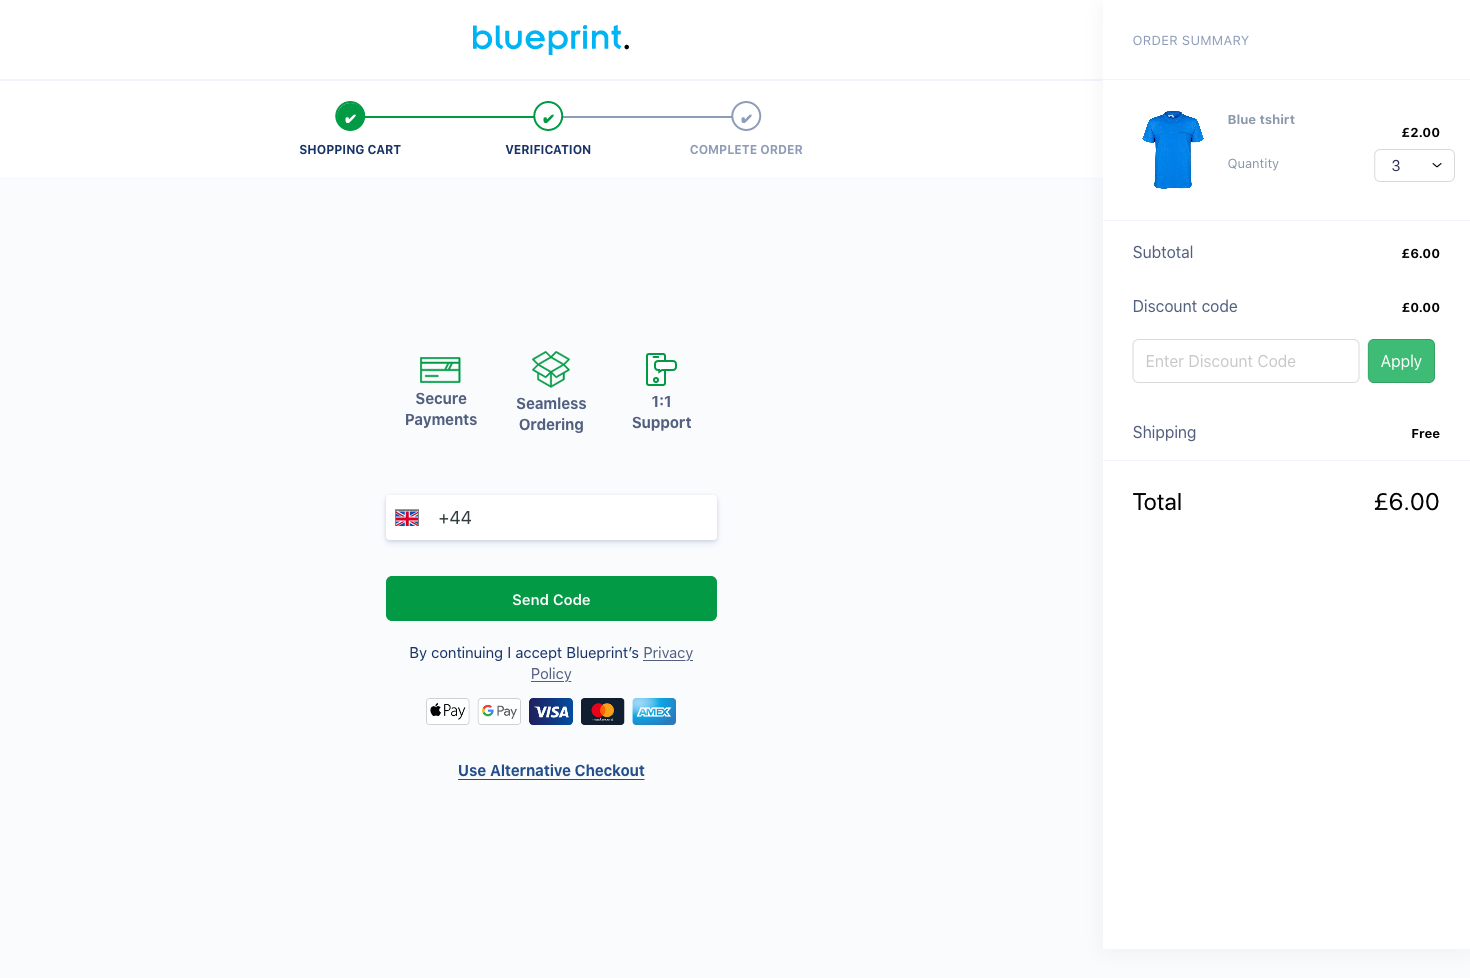 blueprint.
SHOPPING CART
VERIFICATION
COMPLETE ORDER
Secure
Payments
Seamless
Ordering
1:1
Support
+44
Send Code
By continuing I accept Blueprint’s Privacy
Policy
Pay
G Pay
VISA
AMEX
Use Alternative Checkout
ORDER SUMMARY
Blue tshirt
£2.00
Quantity
3
Subtotal
£6.00
Discount code
£0.00
Enter Discount Code
Apply
Shipping
Free
Total
£6.00